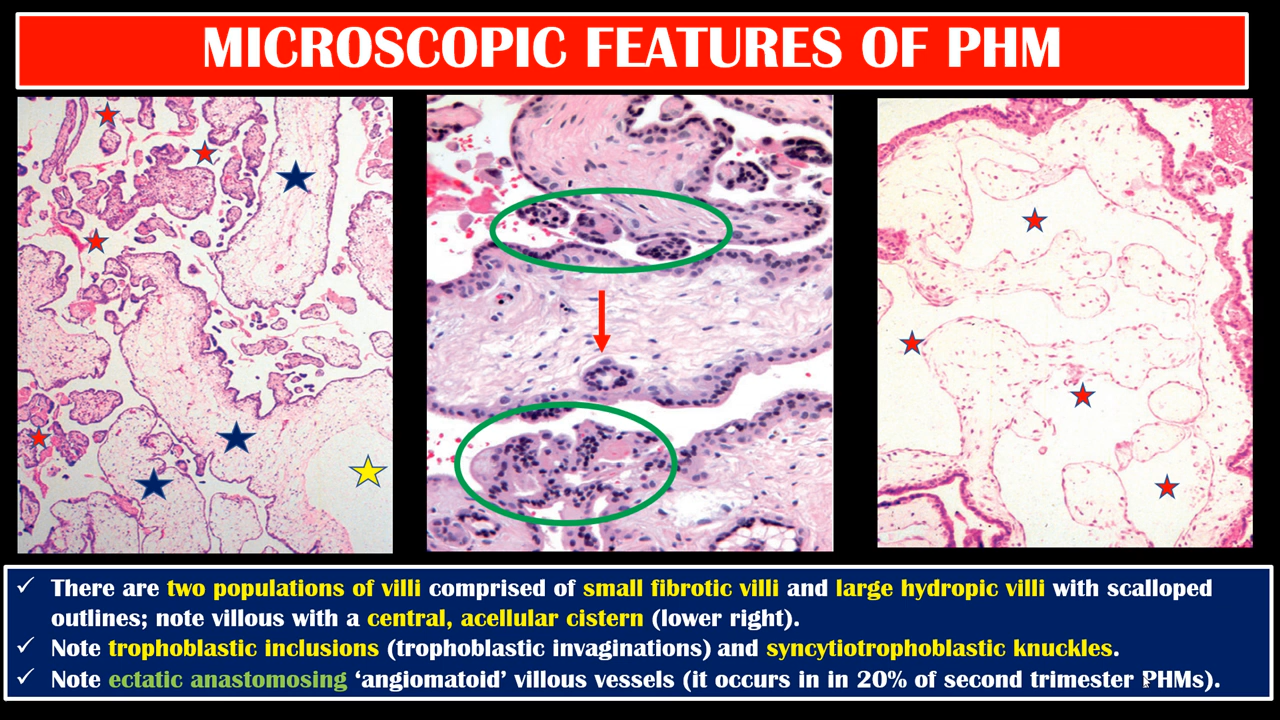 MICROSCOPIC FEATURES OF PHM
✓ There are two populations of villi comprised of small fibrotic villi and large hydropic villi with scalloped
outlines; note villous with a central, acellular cistern (lower right).
✓ Note trophoblastic inclusions (trophoblastic invaginations) and syncytiotrophoblastic knuckles.
✓ Note ectatic anastomosing ‘angiomatoid’ villous vessels (it occurs in in 20% of second trimester PHMs).